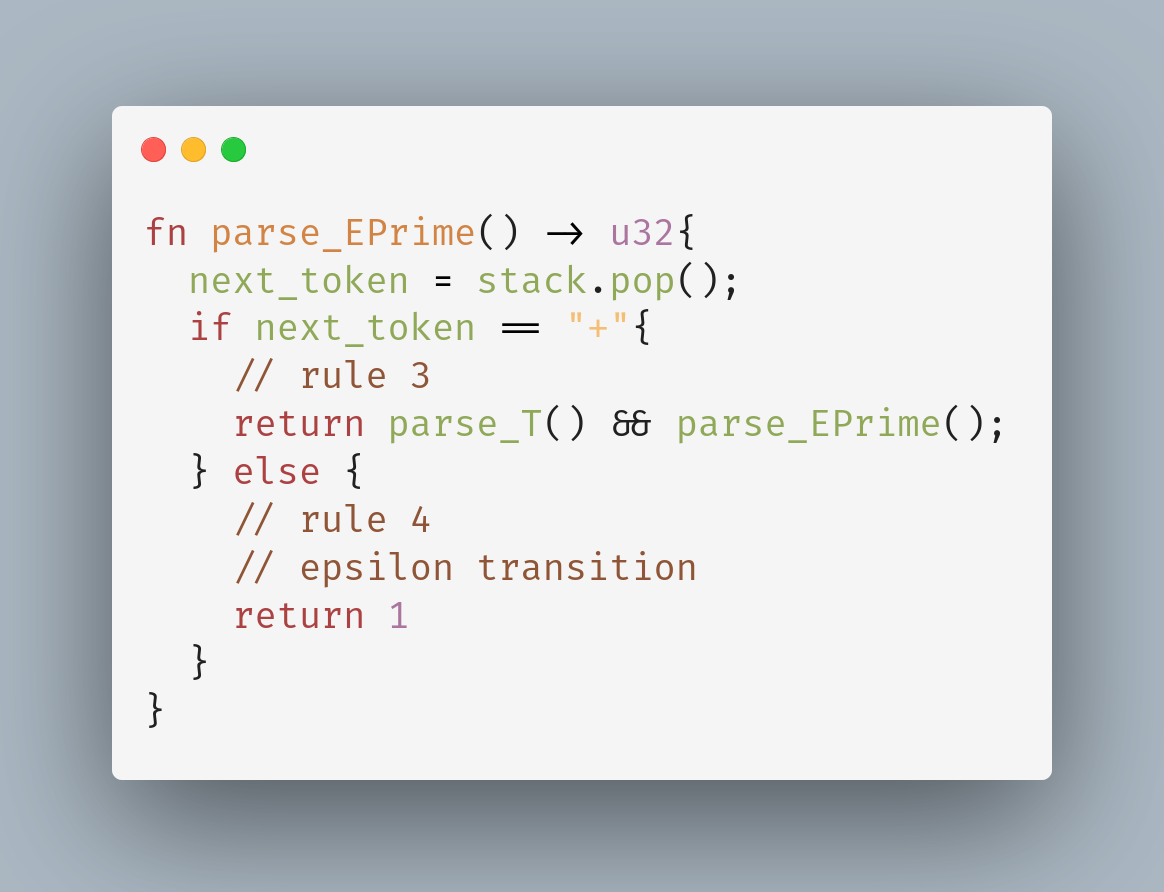 fn parse_EPrime() -> u32{
  next_token = stack.pop();
  if next_token == "+"{
    // rule 3
    return parse_T() && parse_EPrime();
  } else {
    // rule 4
    // epsilon transition
    return 1
  }
}